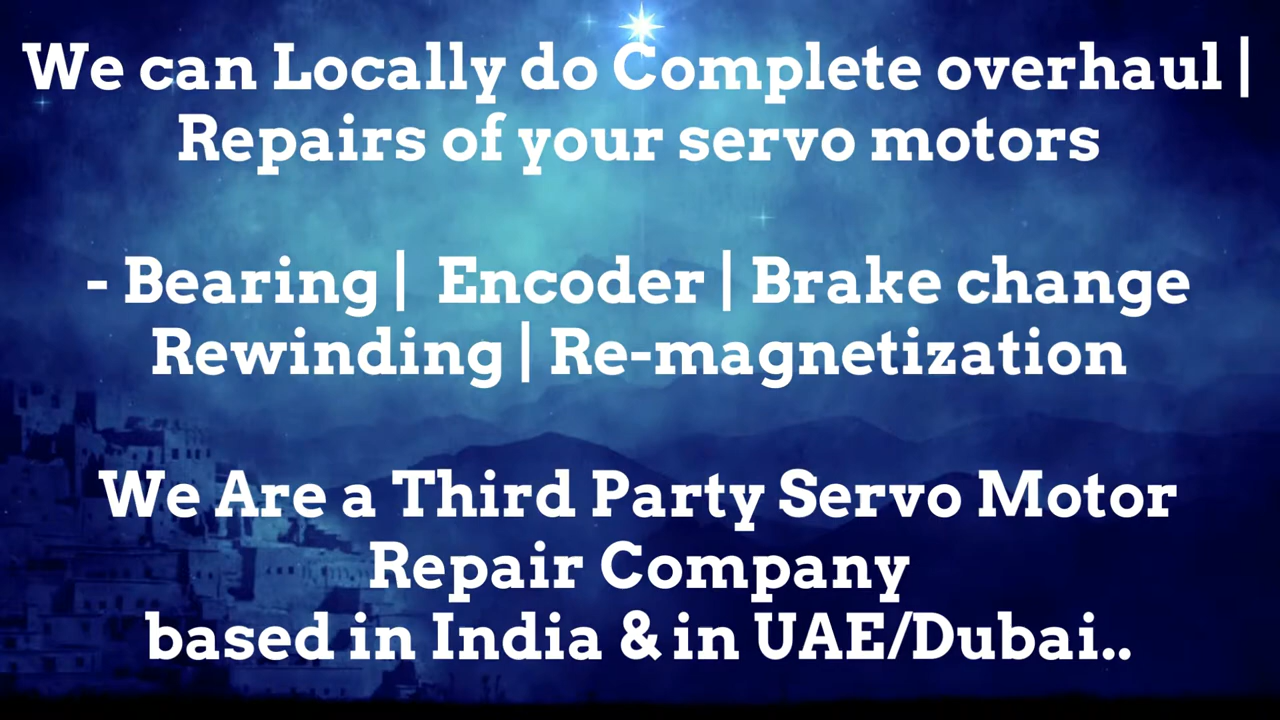 We can Locally do Complete overhaul |
Repairs of your servo motors
- Bearing | Encoder | Brake change
Rewinding | Re-magnetization
We Are a Third Party Servo Motor
Repair Company
based in India & in UAE/Dubai..